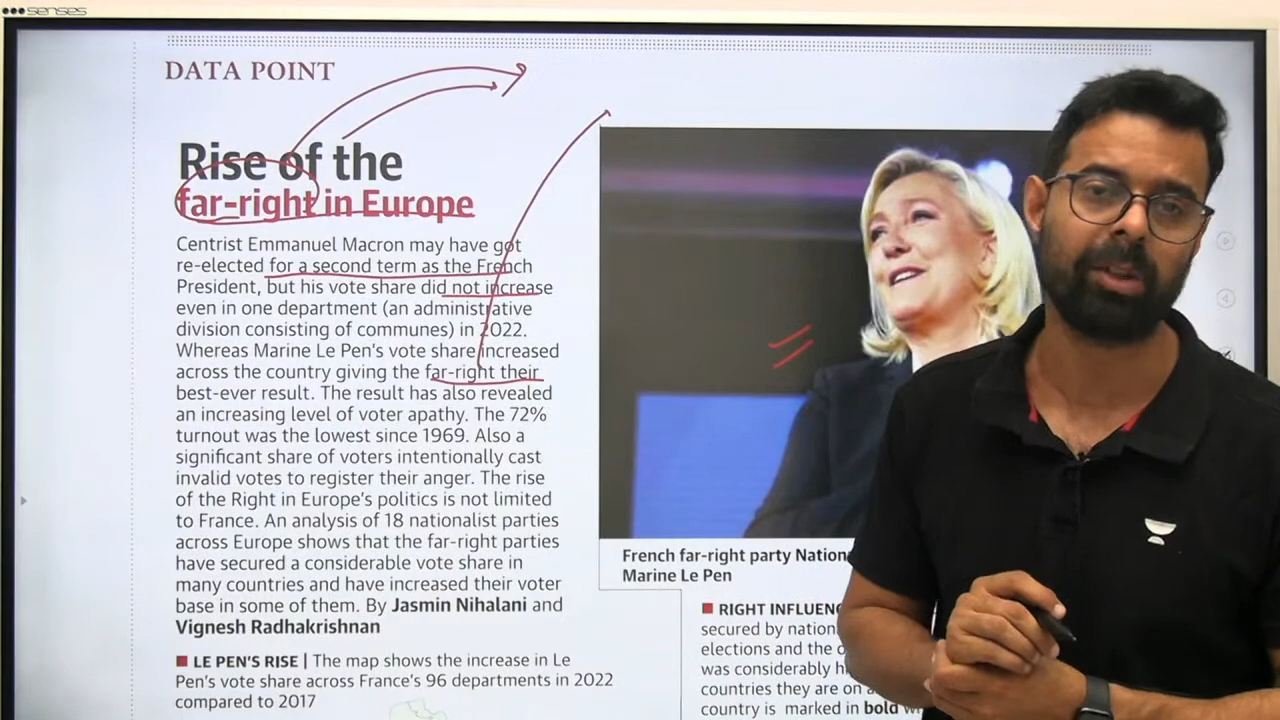 senses
DATA POINT
Rise of the
far-right in Europe
Centrist Emmanuel Macron may have got
re-elected for a second term as the French
President, but his vote share did not increase
even in one department (an administrative
division consisting of communes) in 2022.
Whereas Marine Le Pen's vote share increased
across the country giving the far-right their
best-ever result. The result has also revealed
an increasing level of voter apathy. The 72%
turnout was the lowest since 1969. Also a
significant share of voters intentionally cast
invalid votes to register their anger. The rise
of the Right in Europe's politics is not limited
to France. An analysis of 18 nationalist parties
across Europe shows that the far-right parties
have secured a considerable vote share in
many countries and have increased their voter
base in some of them. By Jasmin Nihalani and
Vignesh Radhakrishnan
LE PEN'S RISE | The map shows the increase in Le
Pen's vote share across France's 96 departments in 2022
compared to 2017
French far-right party Nation
Marine Le Pen
RIGHT INFLUENC
secured by nation
elections and the o
was considerably h
countries they are on a
country is marked in bold w